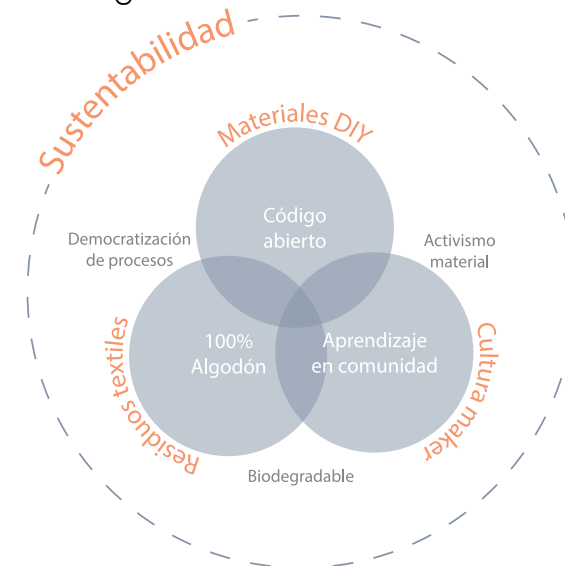 Sustentabilidad
Materiales DIY
Código
abierto
Democratización
de procesos
Activismo
material
100%
Algodón
Aprendizaje
en comunidad
Residuos textiles
Cultura maker
Biodegradable